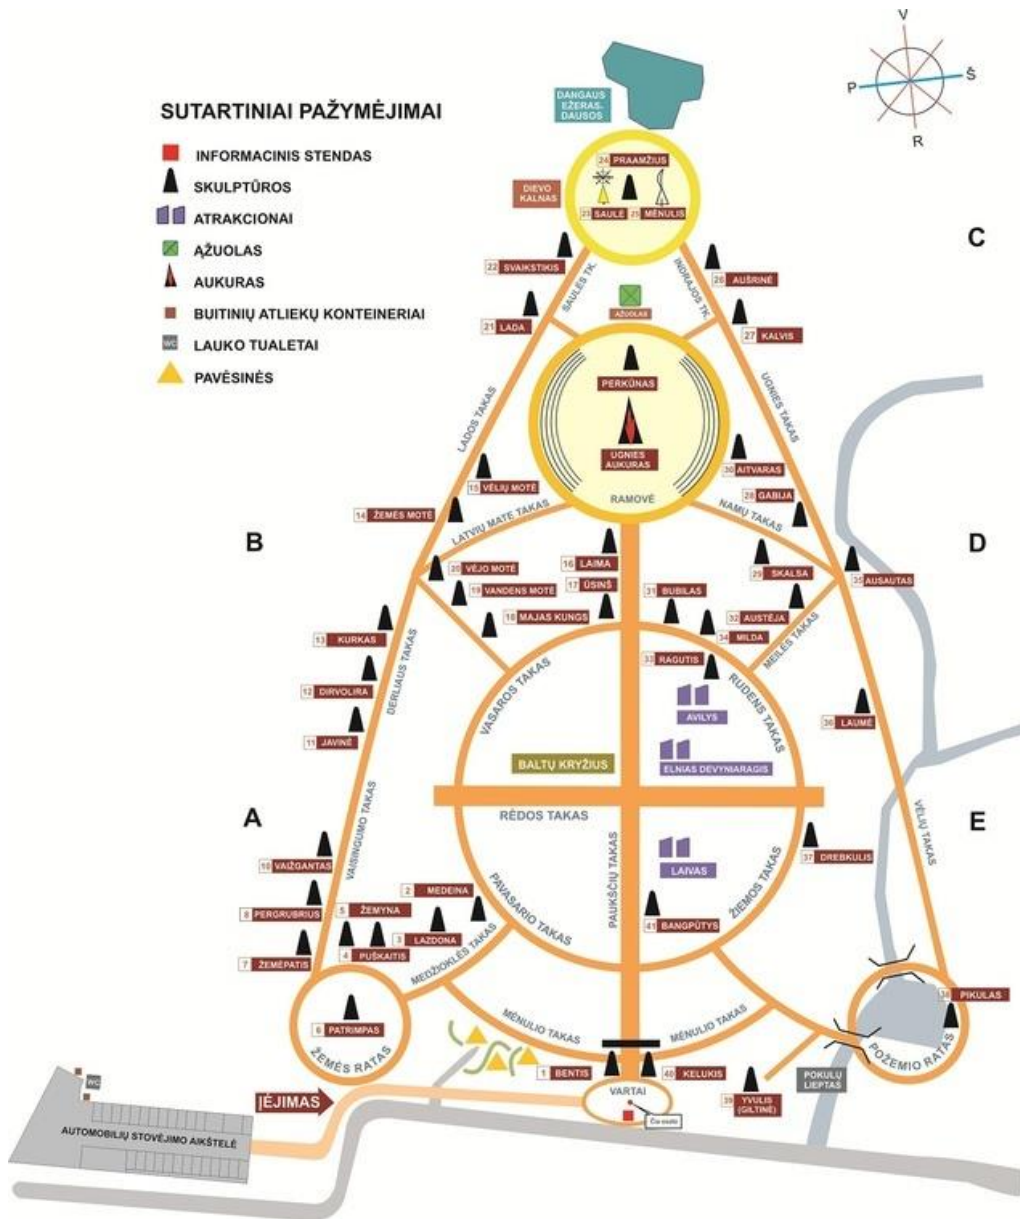 V
P
Š
R
SUTARTINIAI PAŽYMĖJIMAI
INFORMACINIS STENDAS
SKULPTŪROS
ATRAKCIONAI
ĄŽUOLAS
AUKURAS
BUITINIŲ ATLIEKŲ KONTEINERIAI
WC LAUKO TUALETAI
PAVĖSINĖS
DANGAUS
EŽERAS-
DAUSOS
24 PRAAMŽIUS
DIEVO
KALNAS
23 SAULĖ
25 MĖNULIS
C
22 SVAIKSTIKIS
SAULĖS TK.
INDRAJOS TK.
26 AUŠRINĖ
ĄŽUOLAS
21 LADA
27 KALVIS
PERKŪNAS
UGNIES
AUKURAS
RAMOVĖ
LADOS TAKAS
UGNIES TAKAS
15 VĖLIŲ MOTĖ
30 AITVARAS
28 GABIJA
14 ŽEMĖS MOTĖ
LATVIŲ MATE TAKAS
NAMŲ TAKAS
B
D
20 VĖJO MOTĖ
16 LAIMA
29 SKALSA
35 AUSAUTAS
19 VANDENS MOTĖ
17 ŪSINŠ
31 BUBILAS
18 MAJAS KUNGS
32 AUSTĖJA
34 MILDA
13 KURKAS
33 RAGUTIS
MEILĖS TAKAS
12 DIRVOLIRA
DERLIAUS TAKAS
VASAROS TAKAS
RUDENS TAKAS
11 JAVINĖ
AVILYS
36 LAUMĖ
BALTŲ KRYŽIUS
ELNIAS DEVYNIARAGIS
A
RĖDOS TAKAS
E
VAISINGUMO TAKAS
PAUKŠČIŲ TAKAS
VĖLIŲ TAKAS
10 VAIŽGANTAS
37 DREBKULIS
LAIVAS
8 PERGRUBRIUS
5 ŽEMYNA
2 MEDEINA
PAVASARIO TAKAS
ŽIEMOS TAKAS
41 BANGPŪTYS
3 LAZDONA
7 ŽEMĖPATIS
4 PUŠKAITIS
MEDŽIOKLĖS TAKAS
38 PIKULAS
6 PATRIMPAS
ŽEMĖS RATAS
MĖNULIO TAKAS
MĖNULIO TAKAS
POŽEMIO RATAS
1 BENTIS
40 KELUKIS
POKULŲ
LIEPTAS
WC
ĮĖJIMAS
VARTAI
39 YVULIS
(GILTINĖ)
AUTOMOBILIŲ STOVĖJIMO AIKŠTELĖ